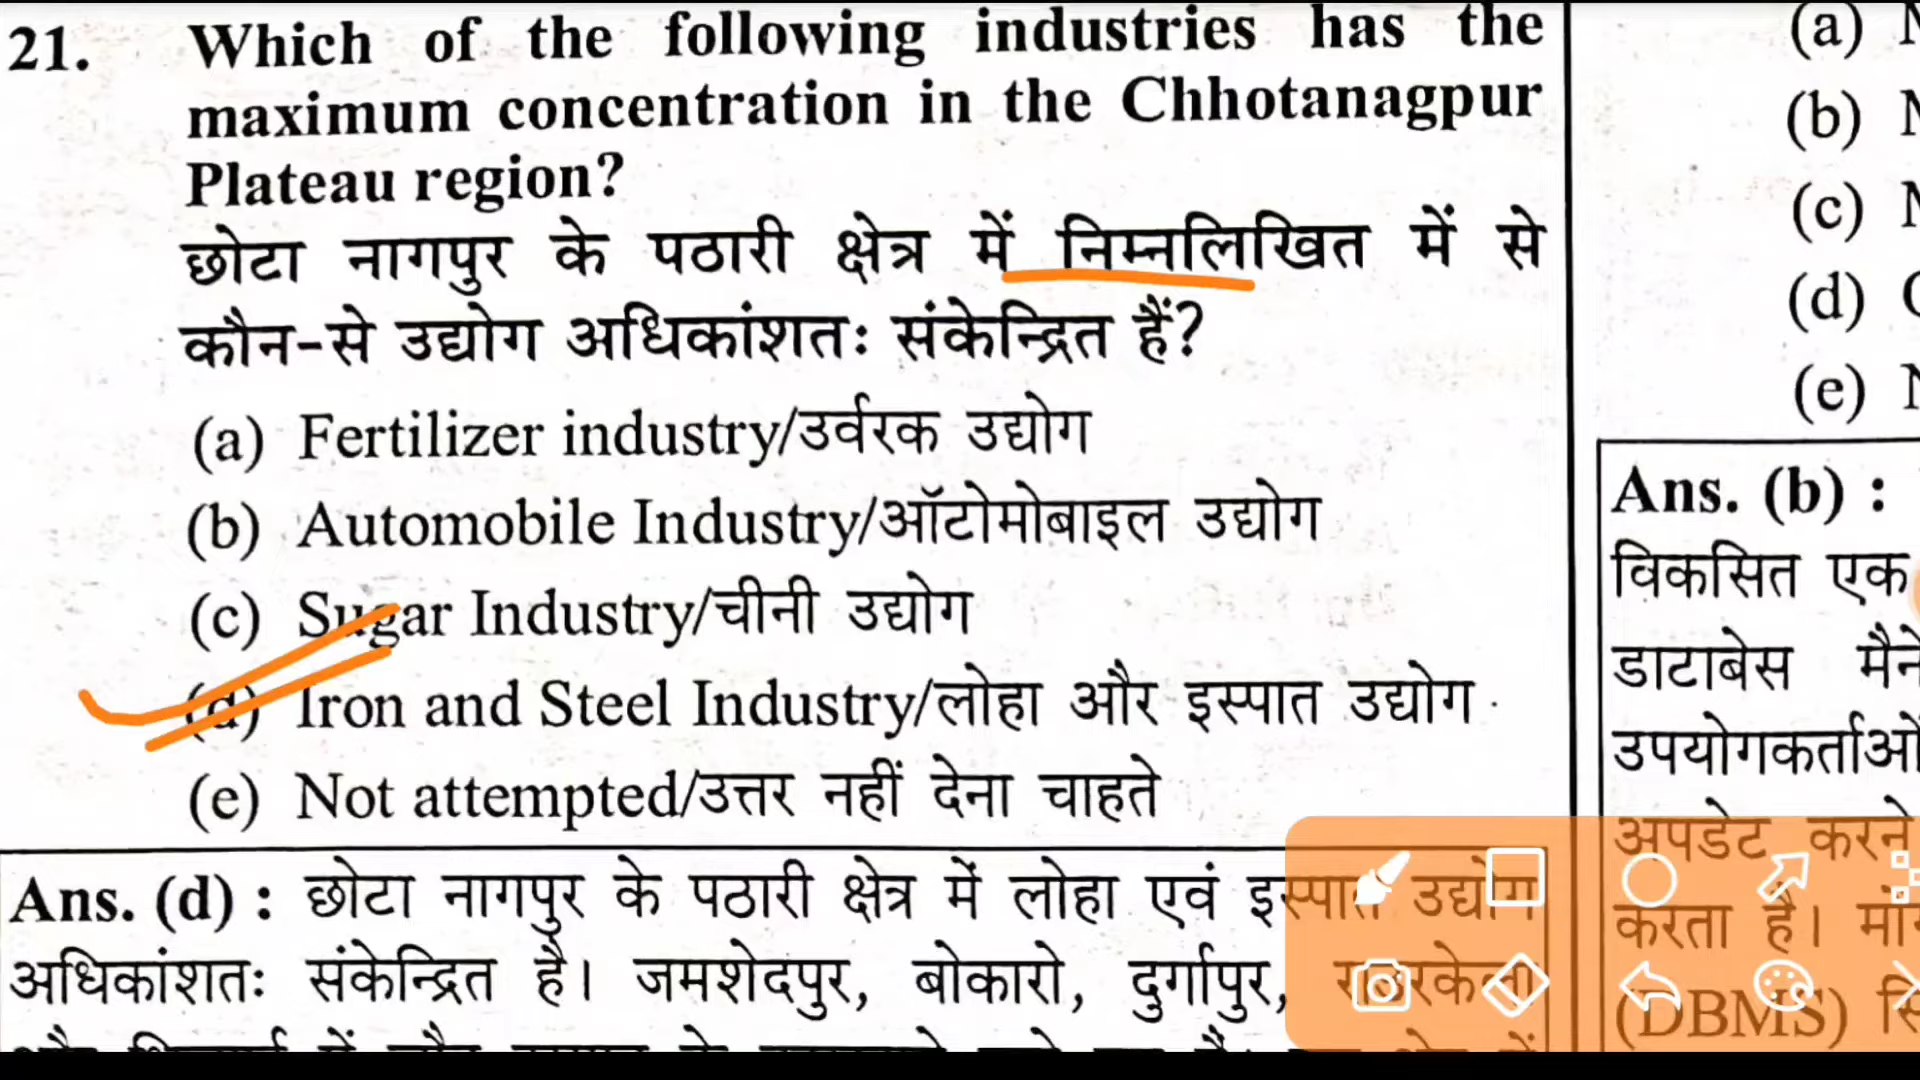 21. Which of the following industries has the
maximum concentration in the Chhotanagpur
Plateau region?
छोटा नागपुर के पठारी क्षेत्र में निम्नलिखित में से
कौन-से उद्योग अधिकांशतः संकेन्द्रित हैं?
(a) Fertilizer industry/उर्वरक उद्योग
(b) Automobile Industry/ऑटोमोबाइल उद्योग
(c) Sugar Industry/चीनी उद्योग
(d) Iron and Steel Industry/लोहा और इस्पात उद्योग
(e) Not attempted/उत्तर नहीं देना चाहते
Ans. (d) : छोटा नागपुर के पठारी क्षेत्र में लोहा एवं इस्पात उद्योग
अधिकांशतः संकेन्द्रित है। जमशेदपुर, बोकारो, दुर्गापुर, राउरकेला
(a)
(b)
(c)
(d)
(e)
Ans. (b) :
विकसित एक
डाटाबेस
उपयोगकर्ताओं
अपडेट करने
करता है।
(DBMS)